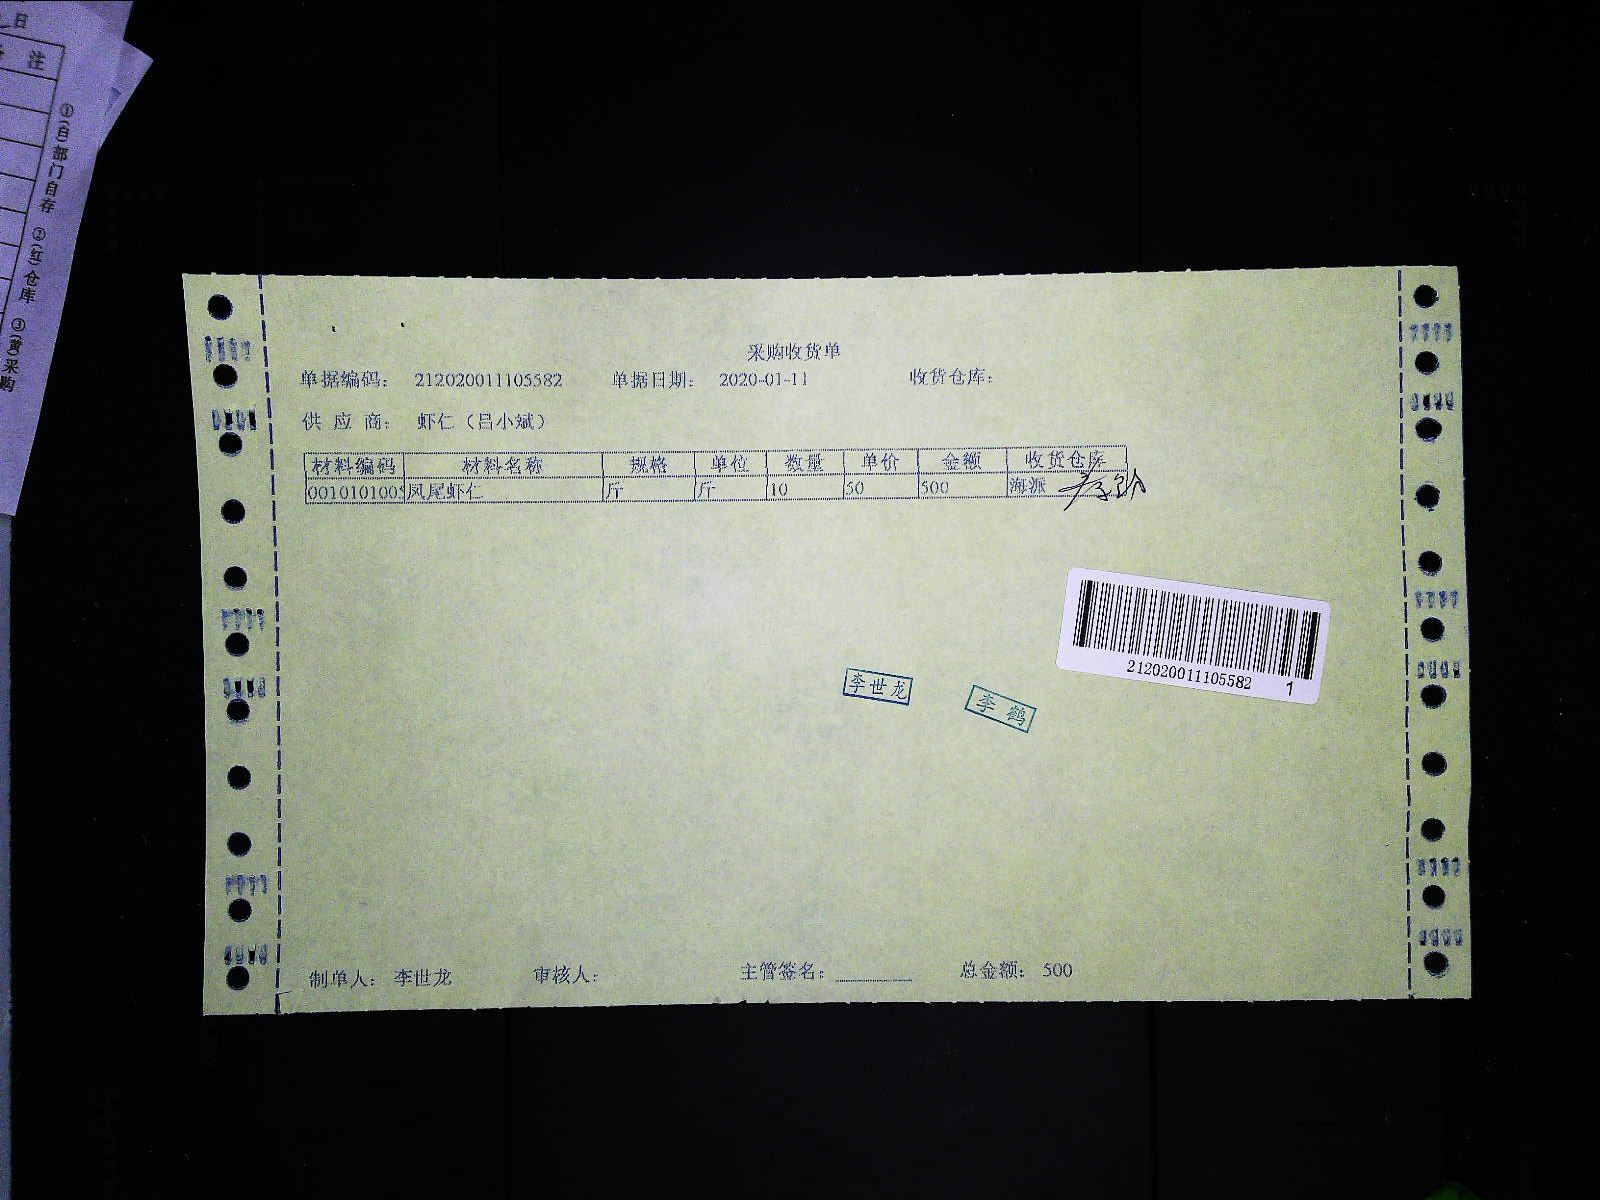 日
注
①(白)部门自存 ②(红)仓库 ③(黄)采购
采购收货单
单据编码: 212020011105582 单据日期: 2020-01-11 收货仓库:
供 应 商: 虾仁(吕小斌)
材料编码 材料名称 规格 单位 数量 单价 金额 收货仓库
0010101005 凤尾虾仁 斤 斤 10 50 500 海派
212020011105582 1
李世龙
李鹤
制单人: 李世龙 审核人: 主管签名: 总金额: 500